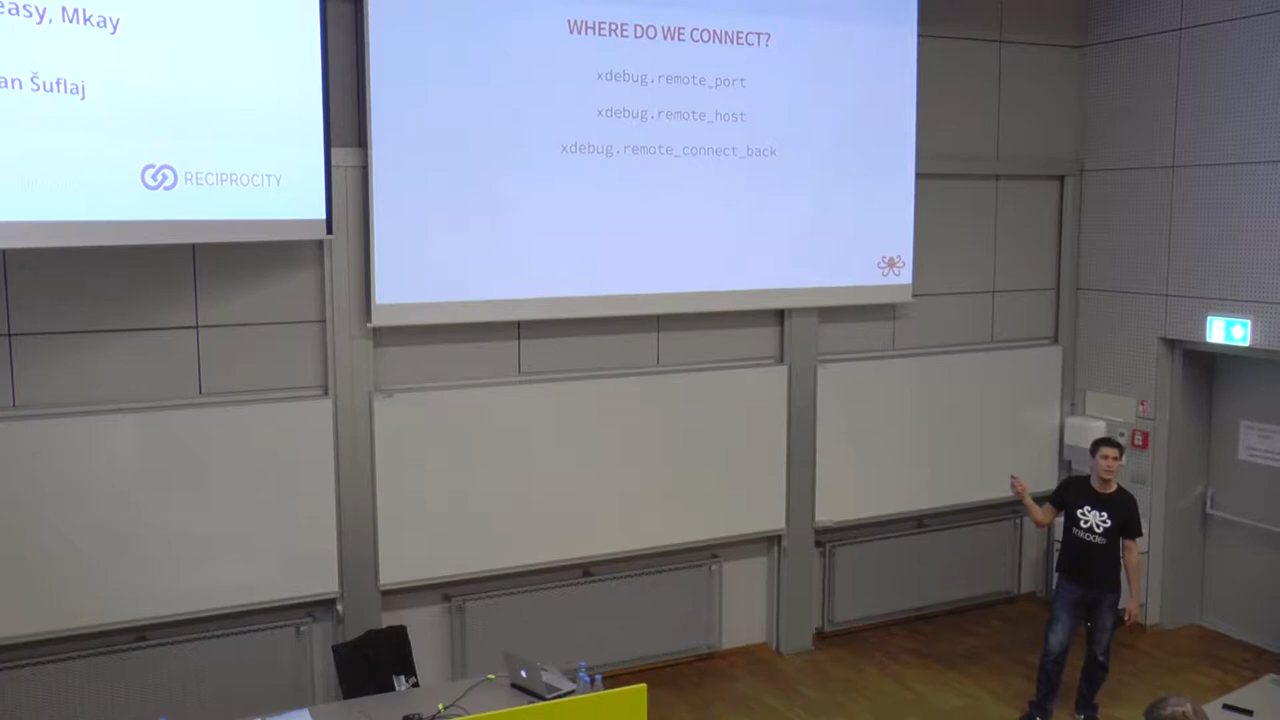 easy, Mkay
an Šuflaj
RECIPROCITY
WHERE DO WE CONNECT?
xdebug.remote_port
xdebug.remote_host
xdebug.remote_connect_back